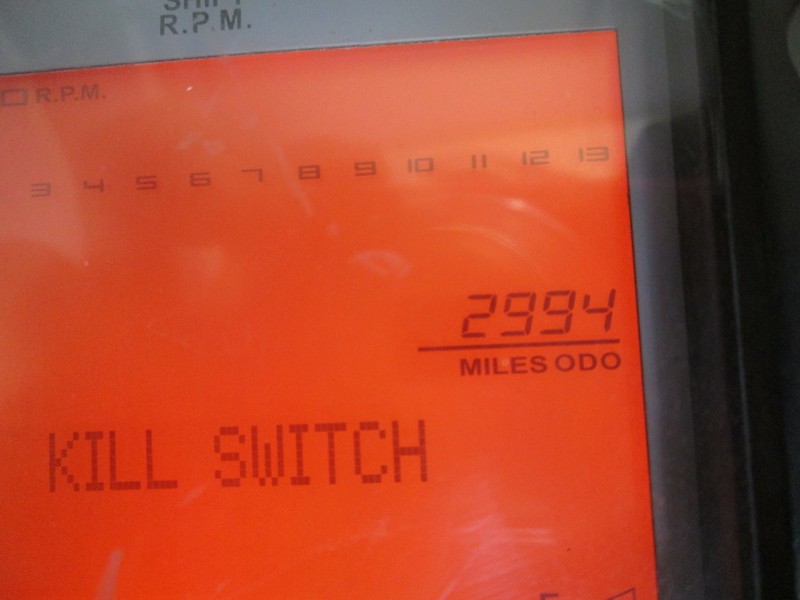 SHIFT
R.P.M.
R.P.M.
3 4 5 6 7 8 9 10 11 12 13
2994
MILES ODO
KILL SWITCH